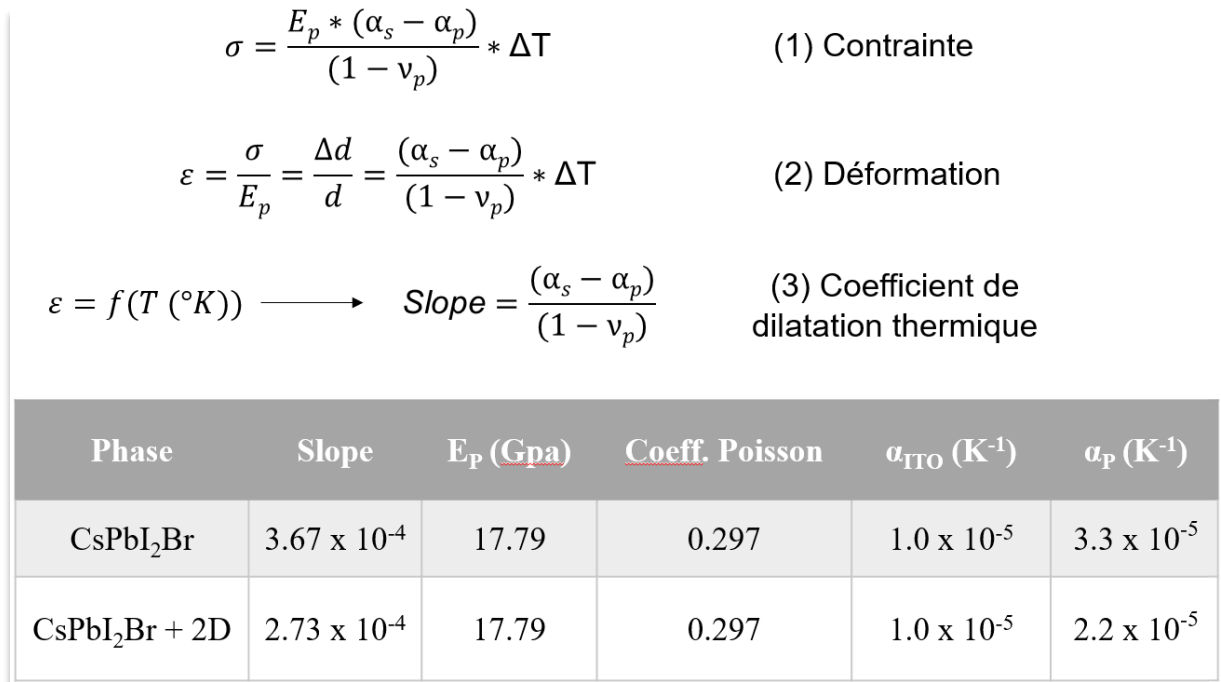 σ = E_p * (α_s − α_p) / (1 − ν_p) * ΔT (1) Contrainte
ε = σ / E_p = Δd / d = (α_s − α_p) / (1 − ν_p) * ΔT (2) Déformation
ε = f(T (°K)) ⟶ Slope = (α_s − α_p) / (1 − ν_p) (3) Coefficient de
dilatation thermique
Phase Slope E_P (Gpa) Coeff. Poisson α_ITO (K⁻¹) α_P (K⁻¹)
CsPbI₂Br 3.67 x 10⁻⁴ 17.79 0.297 1.0 x 10⁻⁵ 3.3 x 10⁻⁵
CsPbI₂Br + 2D 2.73 x 10⁻⁴ 17.79 0.297 1.0 x 10⁻⁵ 2.2 x 10⁻⁵